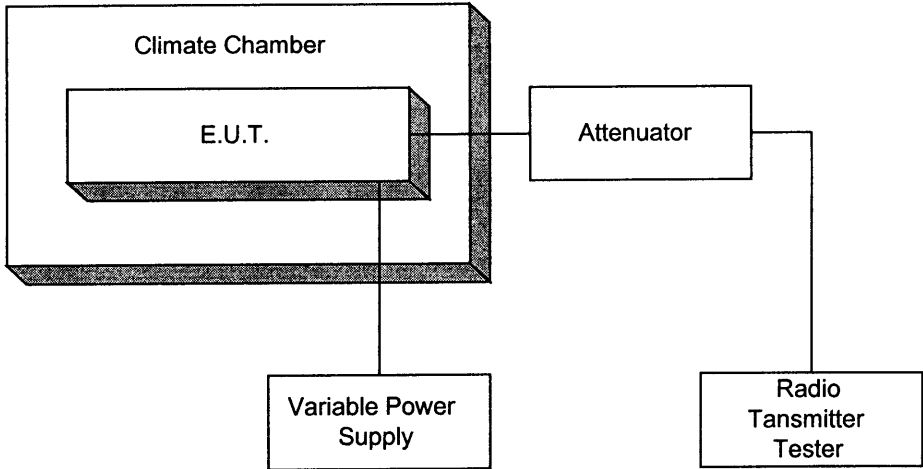 Climate Chamber
E.U.T.
Attenuator
Variable Power
Supply
Radio
Tansmitter
Tester